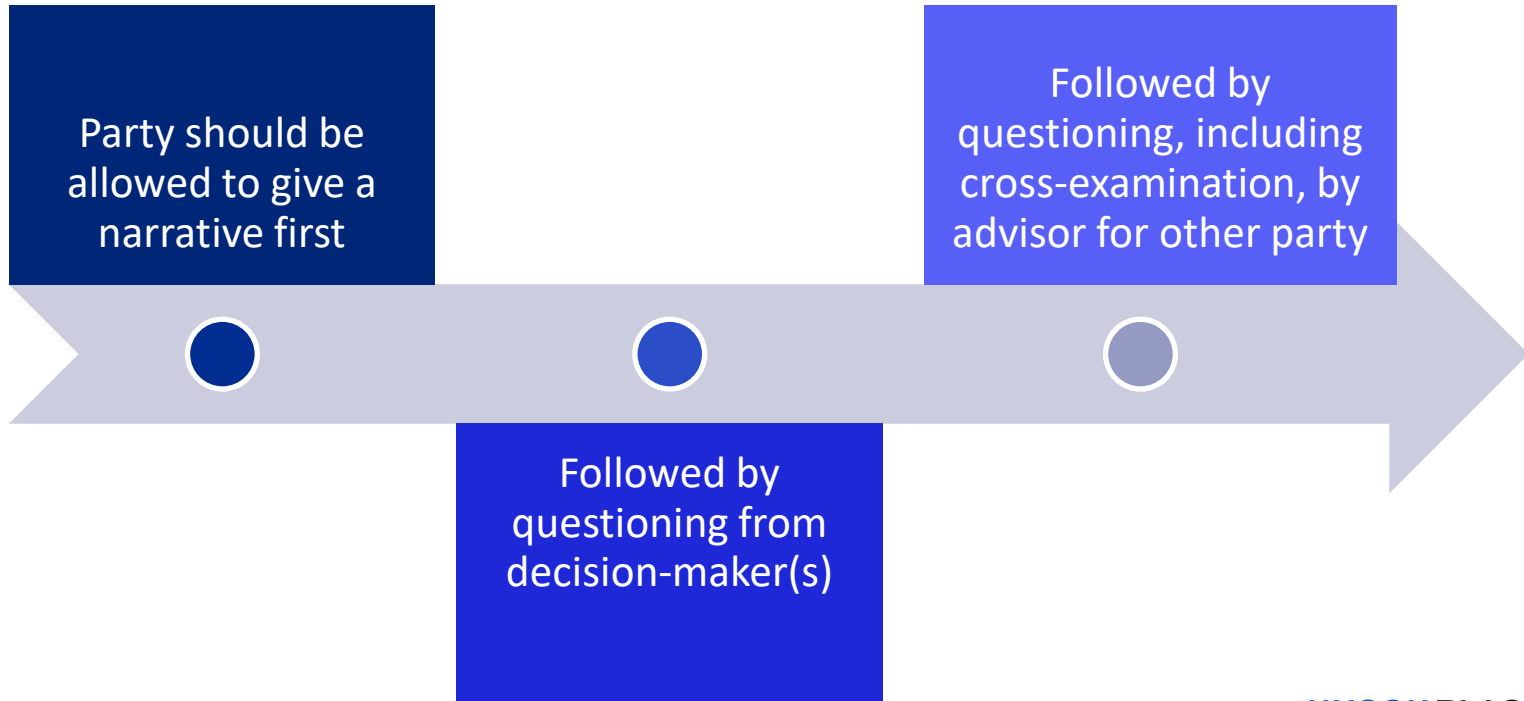 Party should be
allowed to give a
narrative first
Followed by
questioning from
decision-maker(s)
Followed by
questioning, including
cross-examination, by
advisor for other party